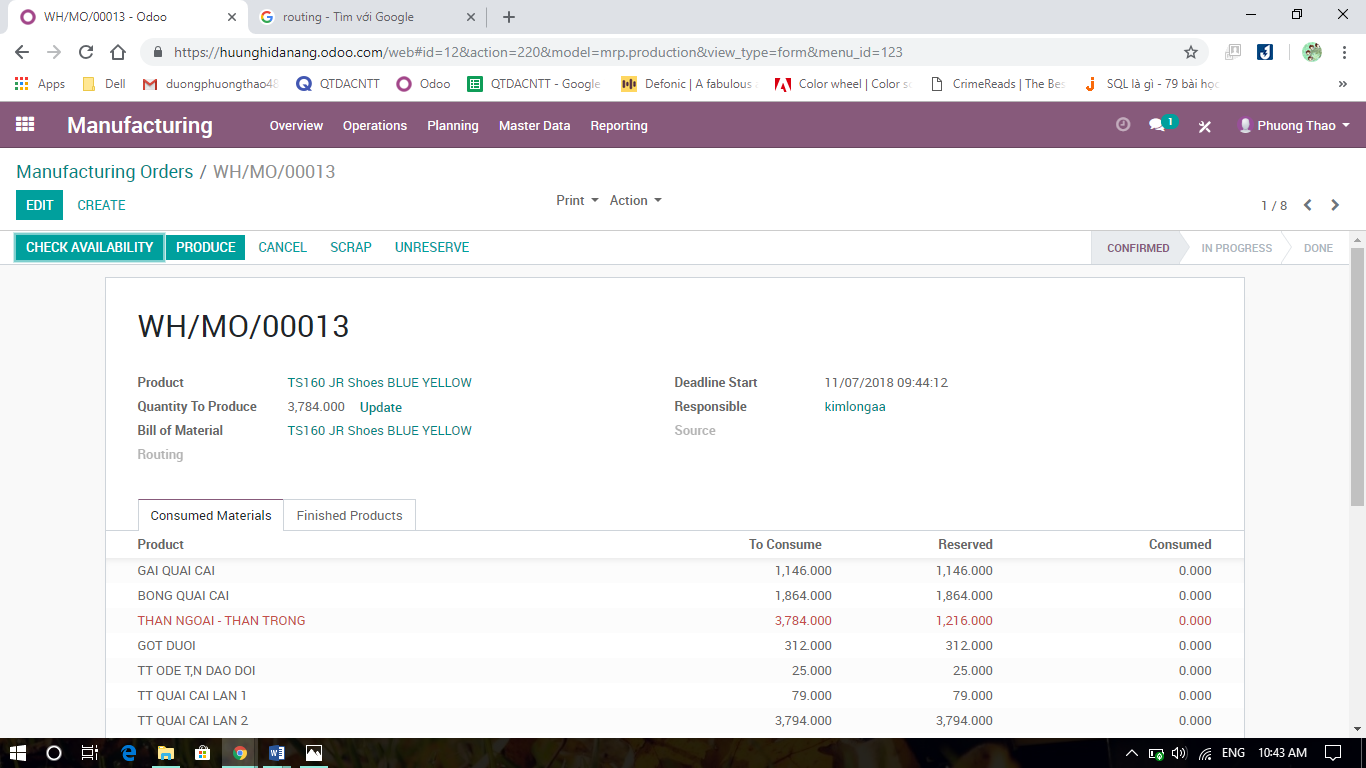 WH/MO/00013 - Odoo
routing - Tìm với Google
https://huunghidanang.odoo.com/web#id=12&action=220&model=mrp.production&view_type=form&menu_id=123
Apps Dell duongphuongthao48 QTDACNTT Odoo QTDACNTT - Google Defonic | A fabulous Color wheel | Color CrimeReads | The Bes SQL là gì - 79 bài học
Manufacturing Overview Operations Planning Master Data Reporting 1 Phuong Thao
Manufacturing Orders / WH/MO/00013
EDIT CREATE Print Action 1 / 8
CHECK AVAILABILITY PRODUCE CANCEL SCRAP UNRESERVE CONFIRMED IN PROGRESS DONE
WH/MO/00013
Product TS160 JR Shoes BLUE YELLOW Deadline Start 11/07/2018 09:44:12
Quantity To Produce 3,784.000 Update Responsible kimlongaa
Bill of Material TS160 JR Shoes BLUE YELLOW Source
Routing
Consumed Materials Finished Products
Product To Consume Reserved Consumed
GAI QUAI CAI 1,146.000 1,146.000 0.000
BONG QUAI CAI 1,864.000 1,864.000 0.000
THAN NGOAI - THAN TRONG 3,784.000 1,216.000 0.000
GOT DUOI 312.000 312.000 0.000
TT ODE T,N DAO DOI 25.000 25.000 0.000
TT QUAI CAI LAN 1 79.000 79.000 0.000
TT QUAI CAI LAN 2 3,794.000 3,794.000 0.000
ENG 10:43 AM